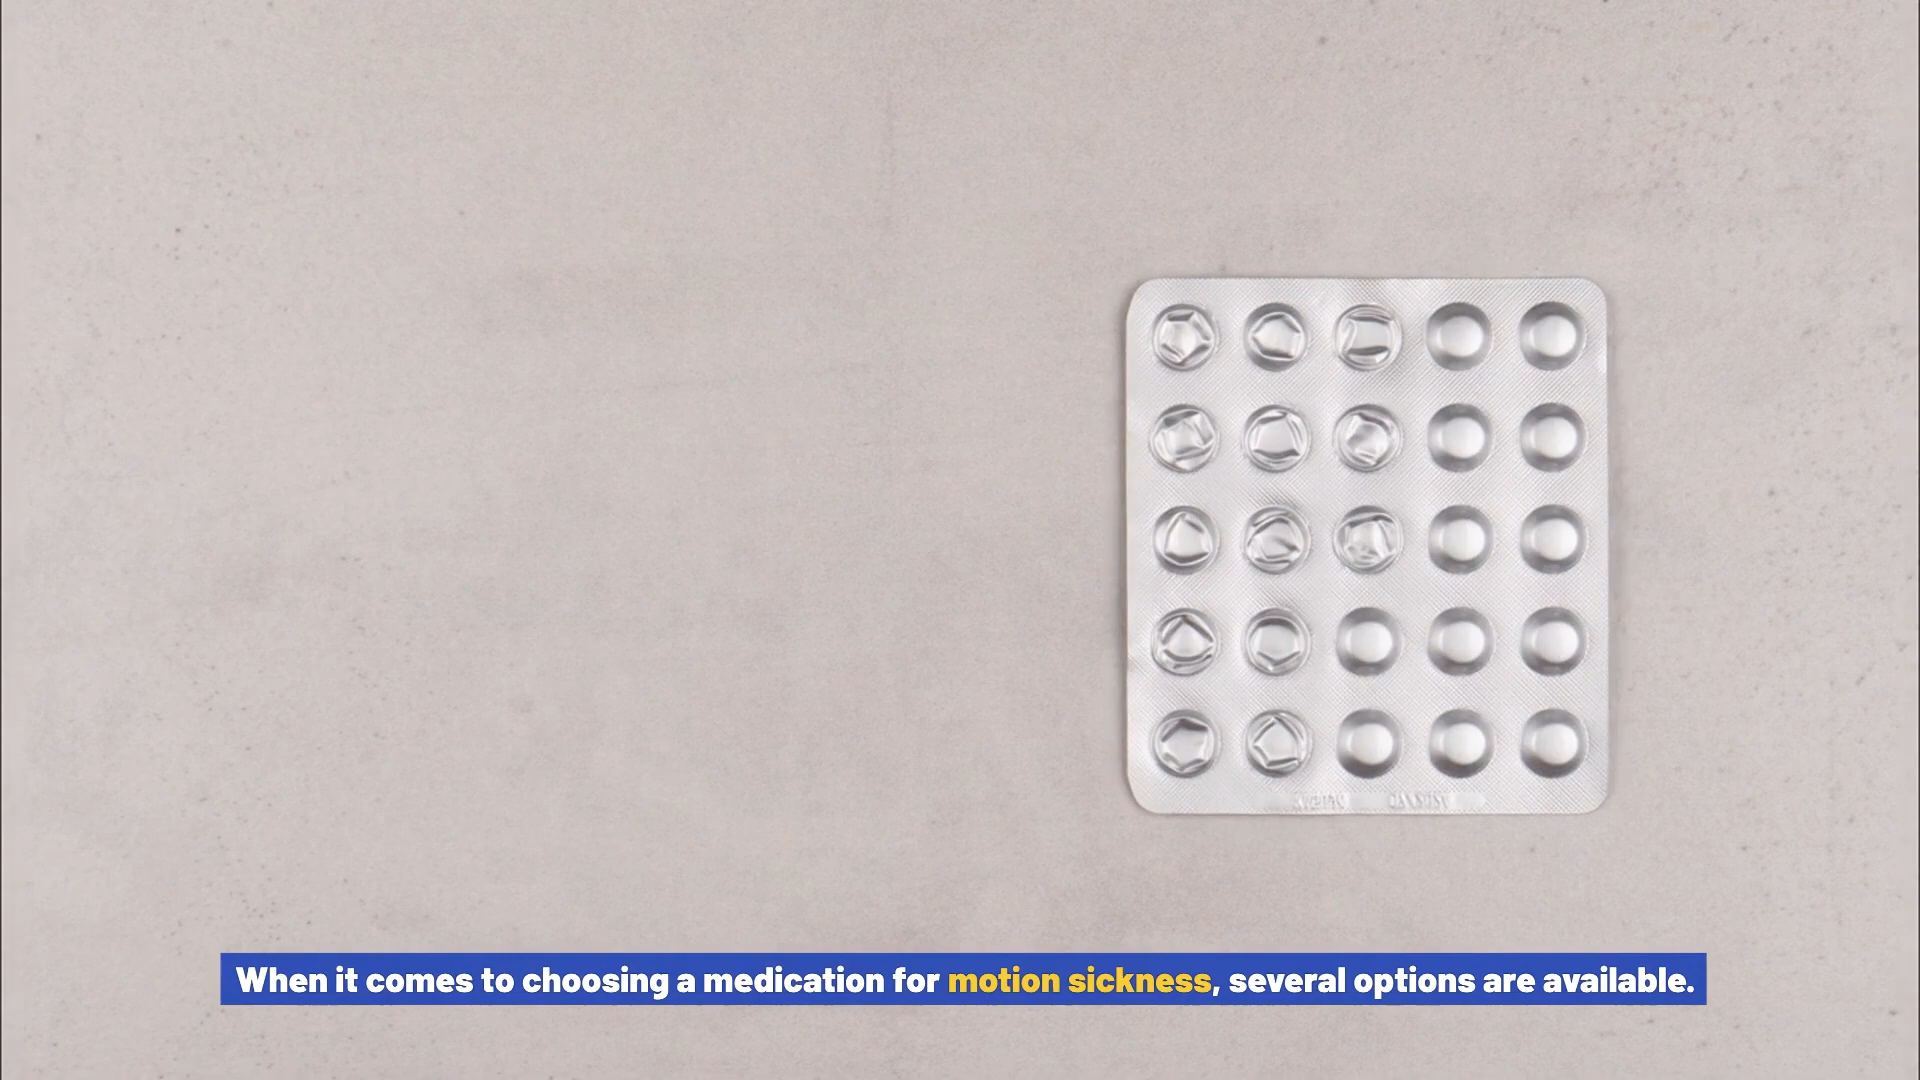 When it comes to choosing a medication for motion sickness, several options are available.